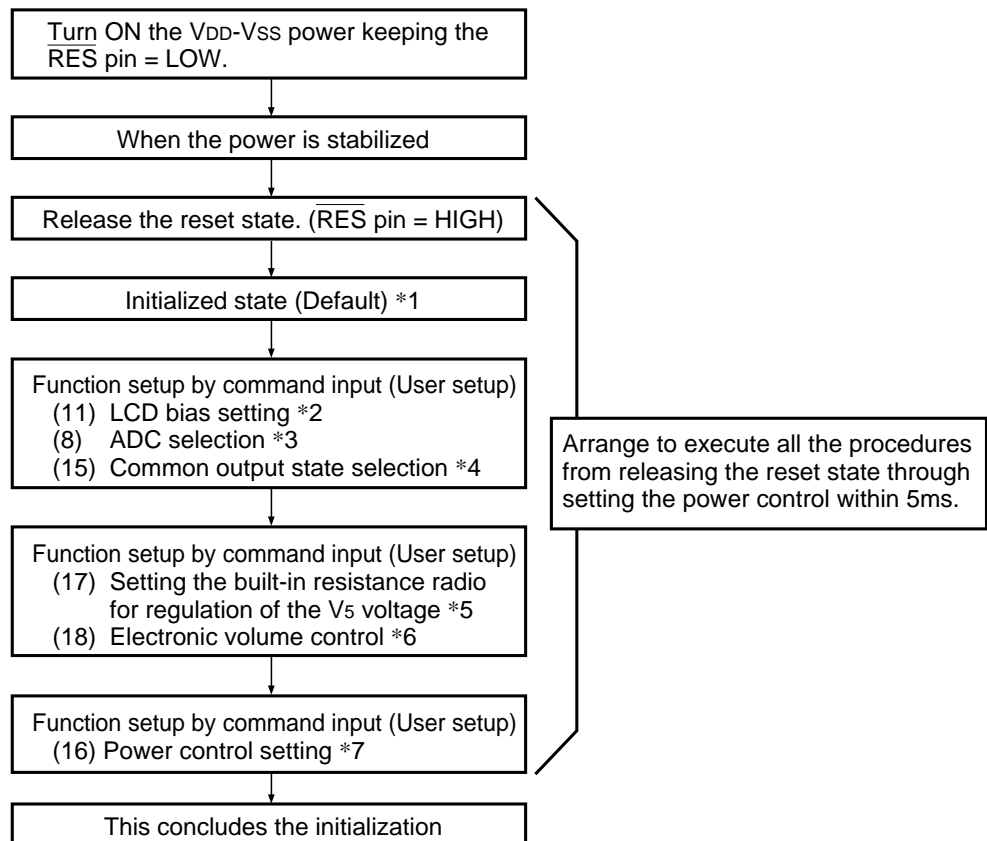 Turn ON the VDD-VSS power keeping the
RES pin = LOW.
When the power is stabilized
Release the reset state. (RES pin = HIGH)
Initialized state (Default) *1
Function setup by command input (User setup)
(11) LCD bias setting *2
(8) ADC selection *3
(15) Common output state selection *4
Function setup by command input (User setup)
(17) Setting the built-in resistance radio
for regulation of the V5 voltage *5
(18) Electronic volume control *6
Function setup by command input (User setup)
(16) Power control setting *7
This concludes the initialization
Arrange to execute all the procedures
from releasing the reset state through
setting the power control within 5ms.